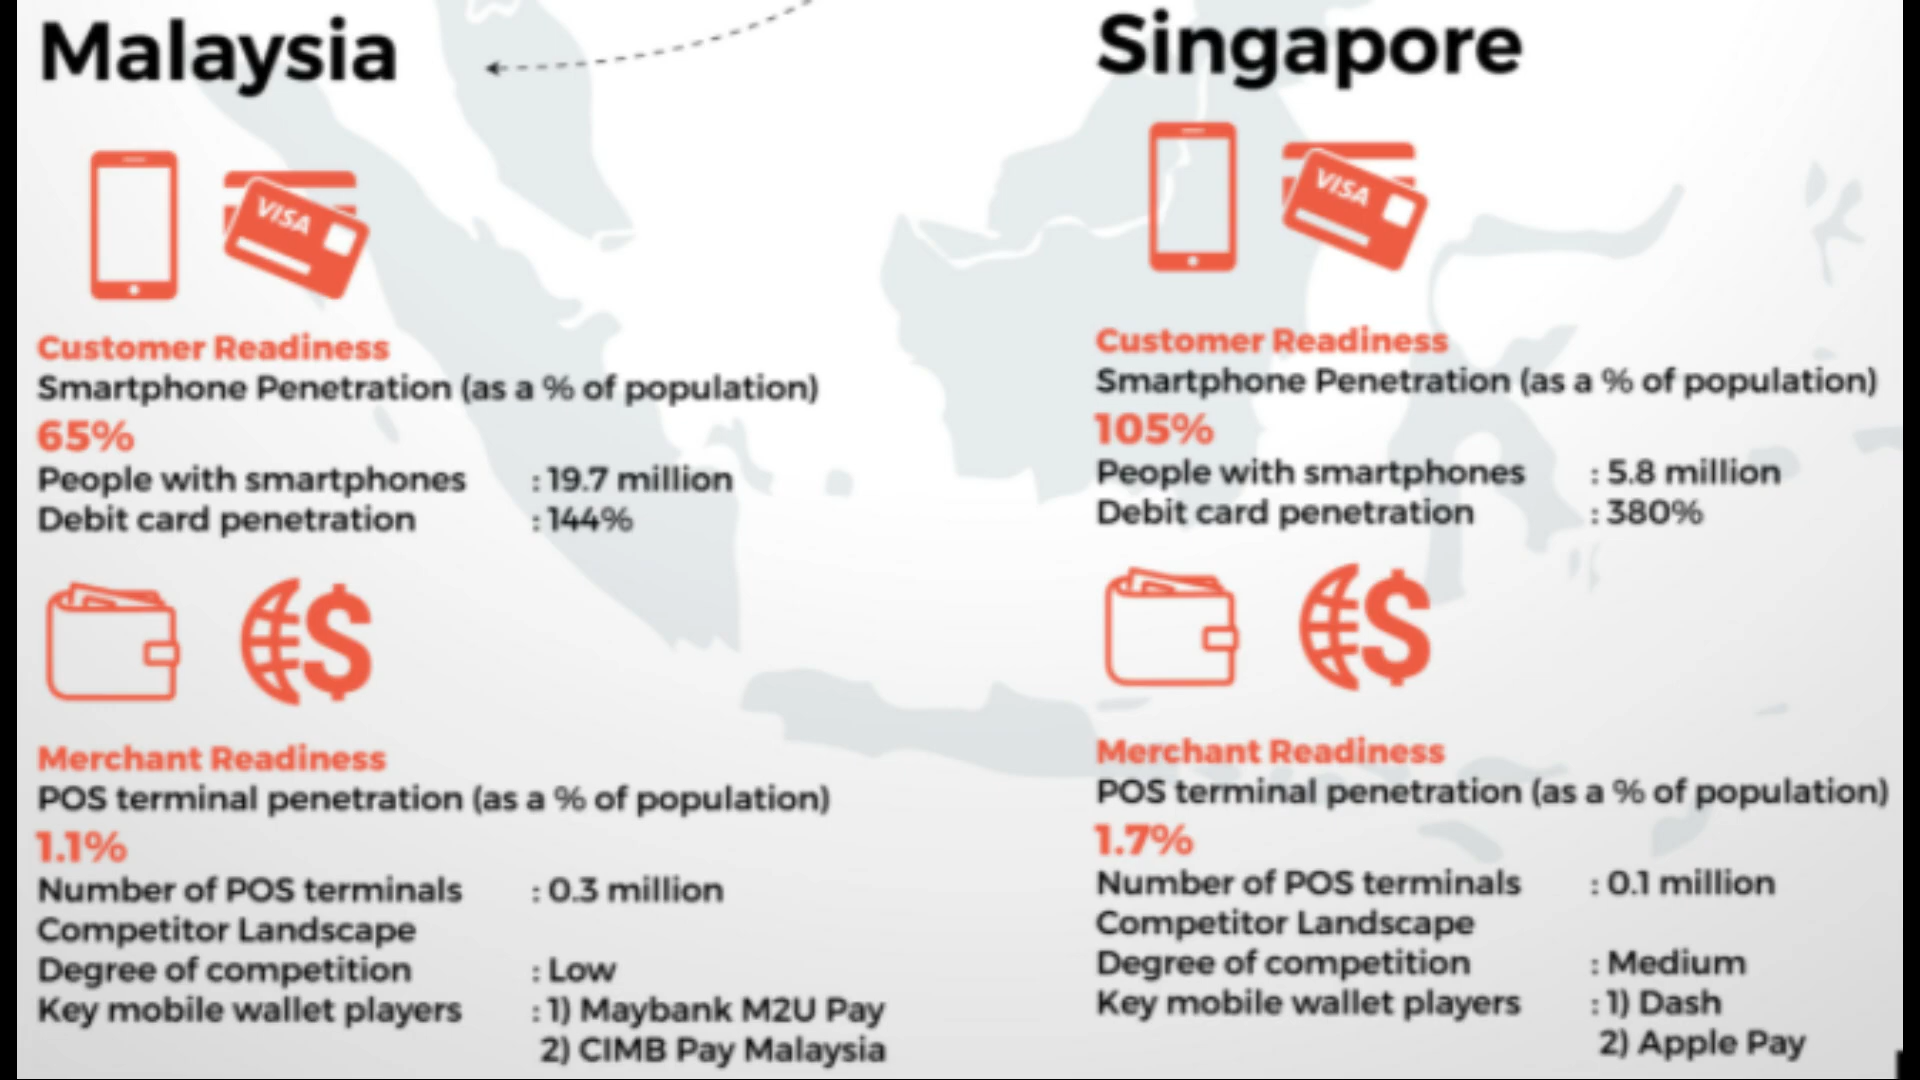 Malaysia
VISA
Customer Readiness
Smartphone Penetration (as a % of population)
65%
People with smartphones : 19.7 million
Debit card penetration : 144%
Merchant Readiness
POS terminal penetration (as a % of population)
1.1%
Number of POS terminals : 0.3 million
Competitor Landscape
Degree of competition : Low
Key mobile wallet players : 1) Maybank M2U Pay
2) CIMB Pay Malaysia
Singapore
VISA
Customer Readiness
Smartphone Penetration (as a % of population)
105%
People with smartphones : 5.8 million
Debit card penetration : 380%
Merchant Readiness
POS terminal penetration (as a % of population)
1.7%
Number of POS terminals : 0.1 million
Competitor Landscape
Degree of competition : Medium
Key mobile wallet players : 1) Dash
2) Apple Pay